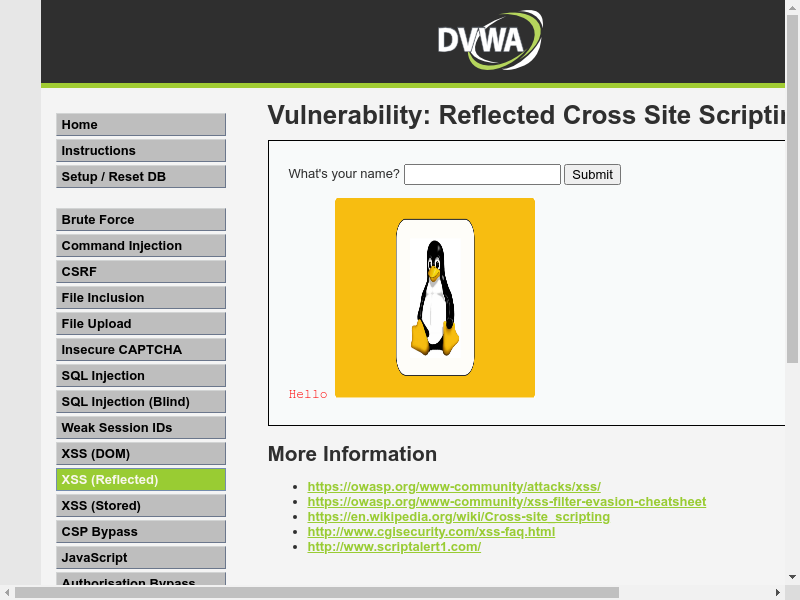 DVWA
Home
Instructions
Setup / Reset DB
Brute Force
Command Injection
CSRF
File Inclusion
File Upload
Insecure CAPTCHA
SQL Injection
SQL Injection (Blind)
Weak Session IDs
XSS (DOM)
XSS (Reflected)
XSS (Stored)
CSP Bypass
JavaScript
Authorisation Bypass
Vulnerability: Reflected Cross Site Scriptin
What's your name? Submit
Hello
More Information
https://owasp.org/www-community/attacks/xss/
https://owasp.org/www-community/xss-filter-evasion-cheatsheet
https://en.wikipedia.org/wiki/Cross-site_scripting
http://www.cgisecurity.com/xss-faq.html
http://www.scriptalert1.com/